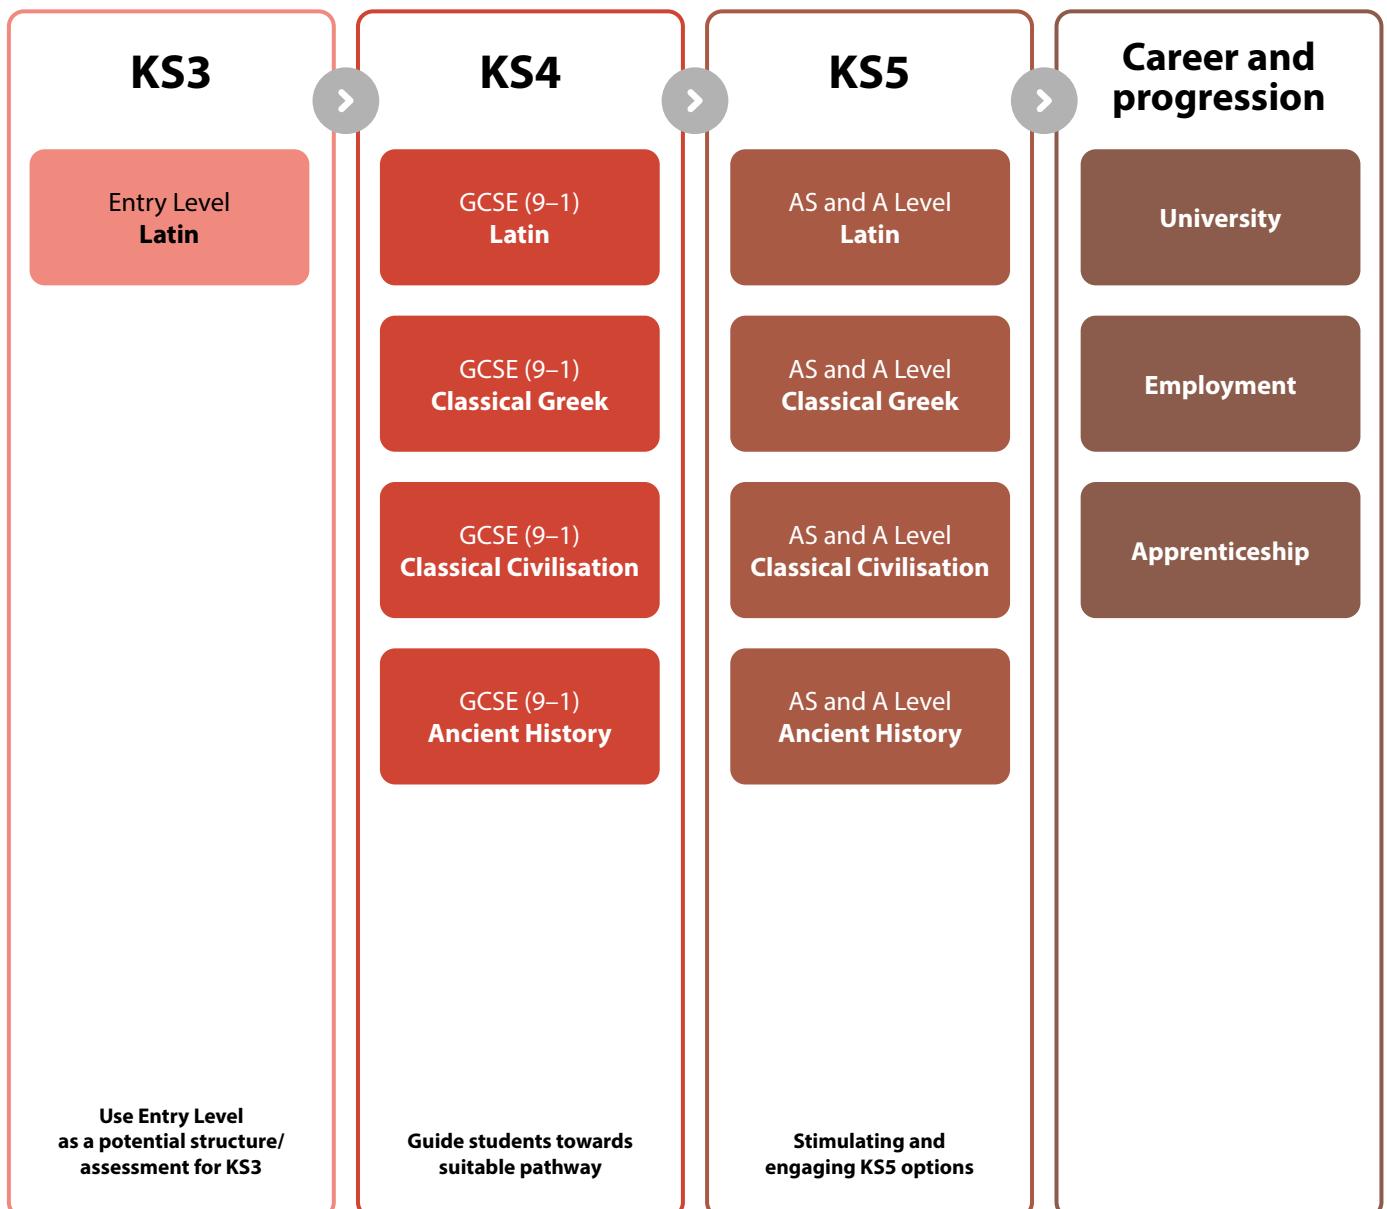 KS3
Entry Level
Latin
Use Entry Level
as a potential structure/
assessment for KS3
KS4
GCSE (9–1)
Latin
GCSE (9–1)
Classical Greek
GCSE (9–1)
Classical Civilisation
GCSE (9–1)
Ancient History
Guide students towards
suitable pathway
KS5
AS and A Level
Latin
AS and A Level
Classical Greek
AS and A Level
Classical Civilisation
AS and A Level
Ancient History
Stimulating and
engaging KS5 options
Career and
progression
University
Employment
Apprenticeship